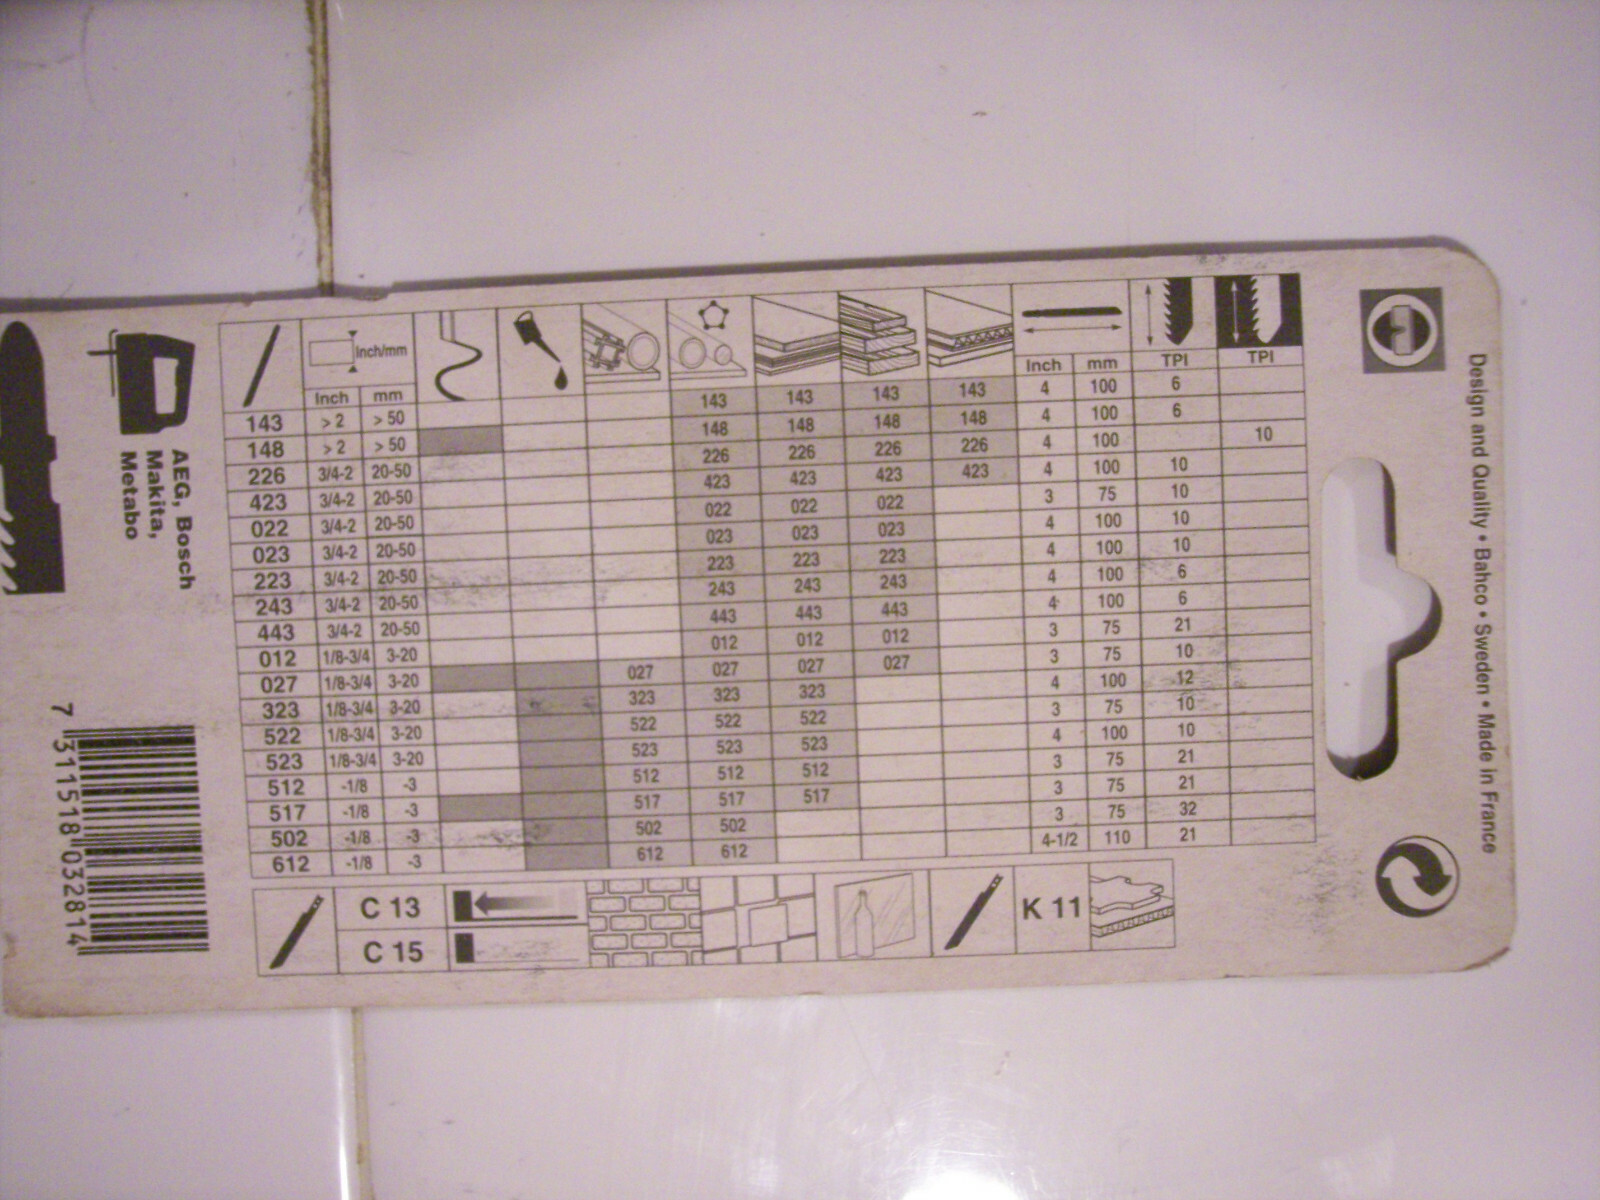 Inch/mm
Inch mm Inch mm TPI TPI
143 > 2 > 50 143 143 143 143 4 100 6
148 > 2 > 50 148 148 148 148 4 100 6
226 3/4-2 20-50 226 226 226 226 4 100 10
423 3/4-2 20-50 423 423 423 423 4 100 10
022 3/4-2 20-50 022 022 022 3 75 10
023 3/4-2 20-50 023 023 023 4 100 10
223 3/4-2 20-50 223 223 223 4 100 10
243 3/4-2 20-50 243 243 243 4 100 6
443 3/4-2 20-50 443 443 443 4 100 6
012 1/8-3/4 3-20 012 012 012 3 75 21
027 1/8-3/4 3-20 027 027 027 027 3 75 10
323 1/8-3/4 3-20 323 323 323 4 100 12
522 1/8-3/4 3-20 522 522 522 3 75 10
523 1/8-3/4 3-20 523 523 523 4 100 10
512 -1/8 -3 512 512 512 3 75 21
517 -1/8 -3 517 517 517 3 75 21
502 -1/8 -3 502 502 3 75 32
612 -1/8 -3 612 612 4-1/2 110 21
C 13
C 15
K 11
AEG, Bosch
Makita,
Metabo
7 311518 032814
Design and Quality • Bahco • Sweden • Made in France